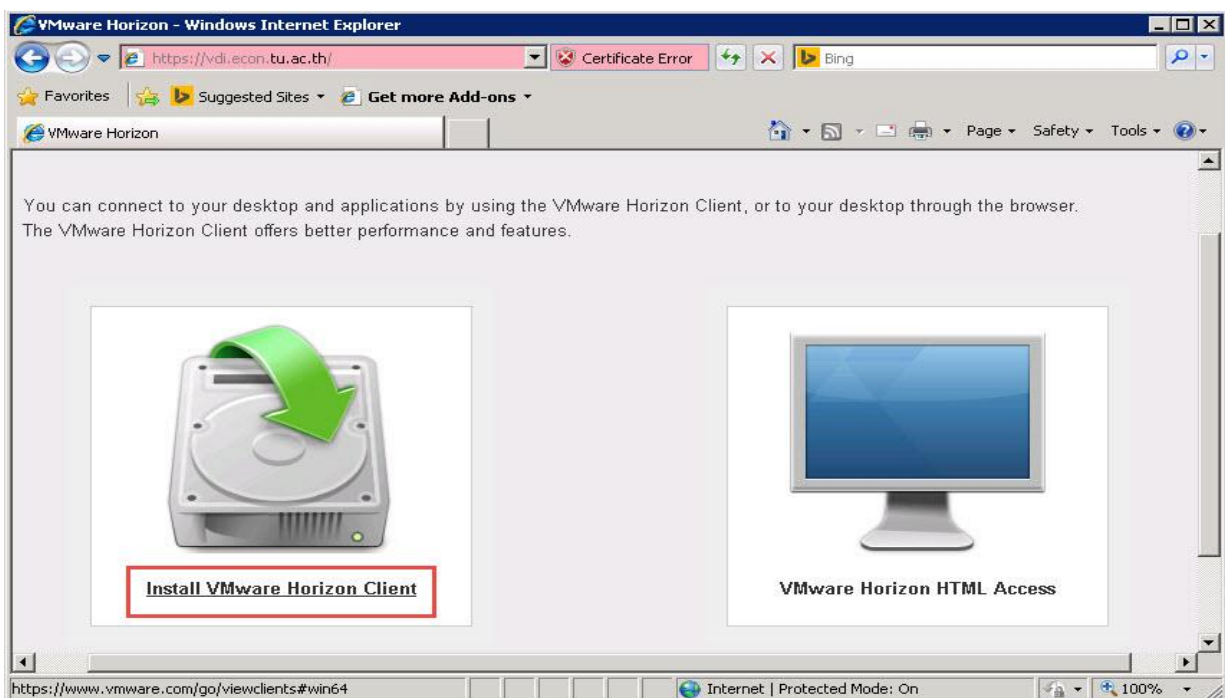 VMware Horizon - Windows Internet Explorer
https://vdi.econ.tu.ac.th/ Certificate Error Bing
Favorites Suggested Sites Get more Add-ons
VMware Horizon Page Safety Tools
You can connect to your desktop and applications by using the VMware Horizon Client, or to your desktop through the browser.
The VMware Horizon Client offers better performance and features.
Install VMware Horizon Client VMware Horizon HTML Access
https://www.vmware.com/go/viewclients#win64 Internet | Protected Mode: On 100%